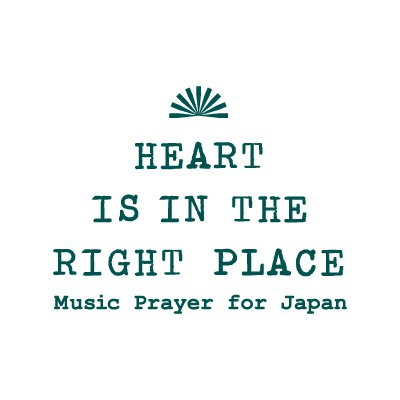 HEART
IS IN THE
RIGHT PLACE
Music Prayer for Japan